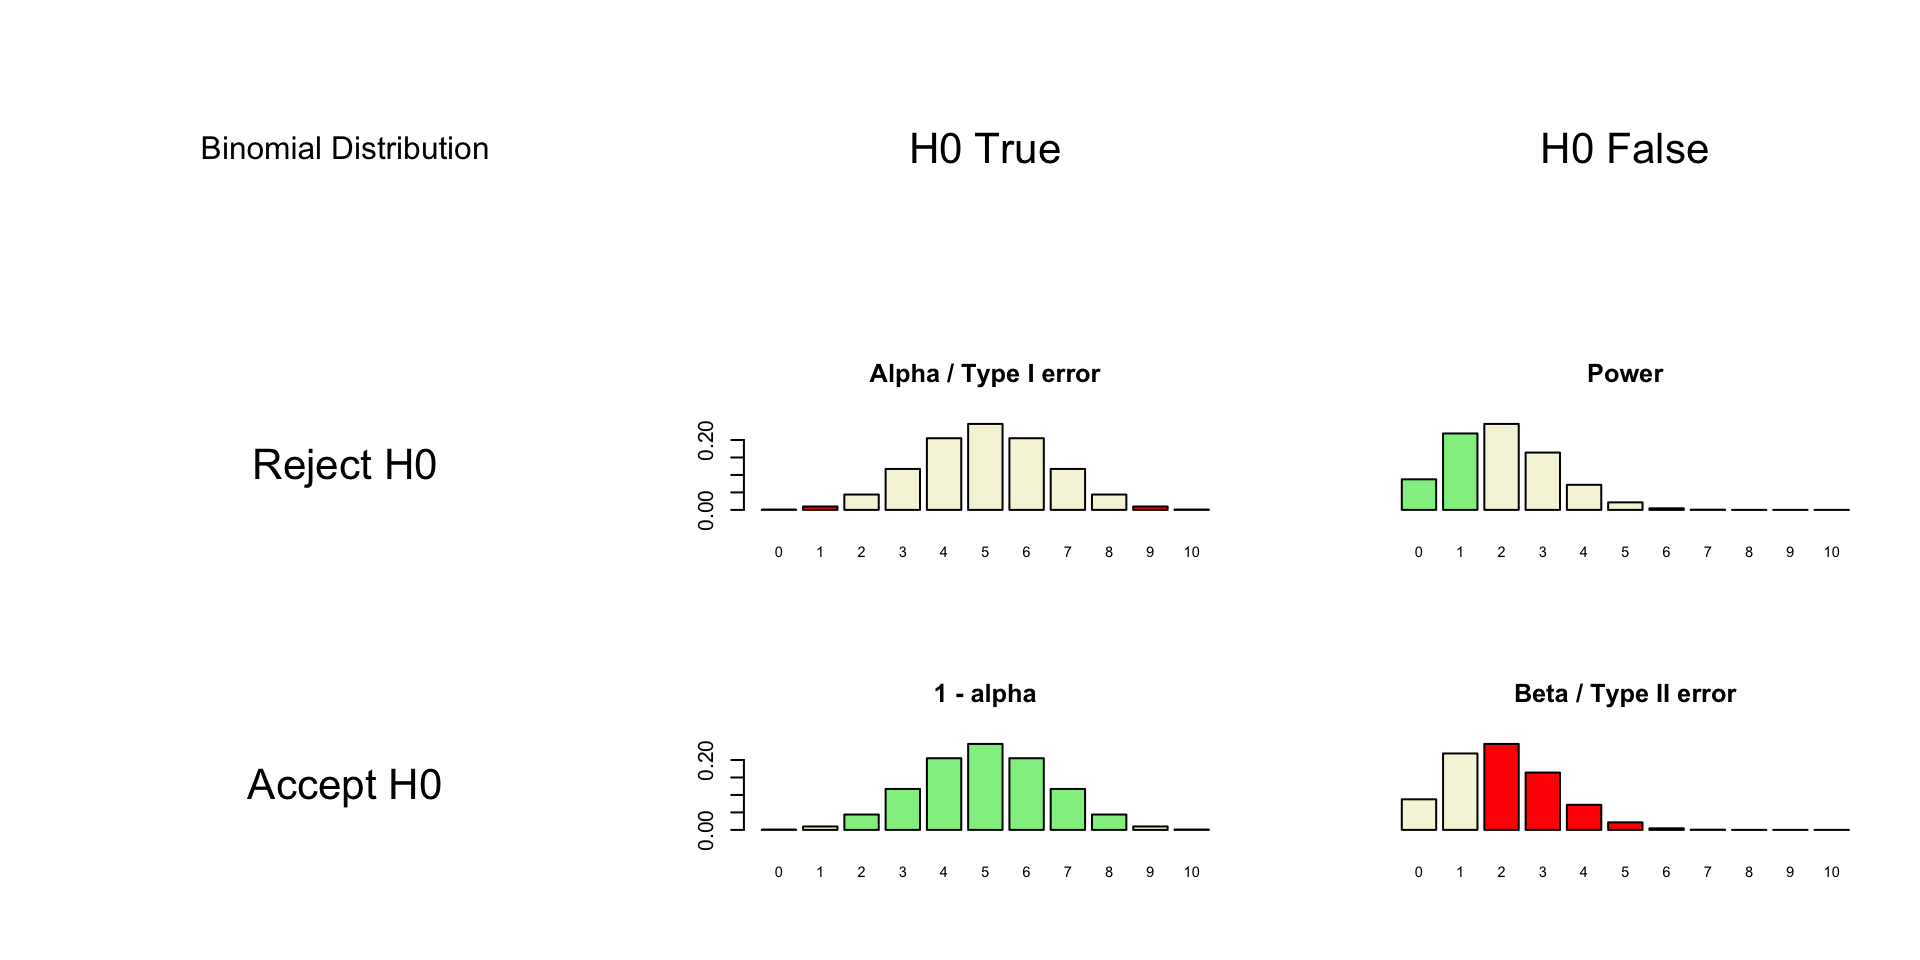 Binomial Distribution
H0 True
H0 False
Reject H0
Alpha / Type I error
0.20
0.00
0 1 2 3 4 5 6 7 8 9 10
Power
0 1 2 3 4 5 6 7 8 9 10
Accept H0
1 - alpha
0.20
0.00
0 1 2 3 4 5 6 7 8 9 10
Beta / Type II error
0 1 2 3 4 5 6 7 8 9 10